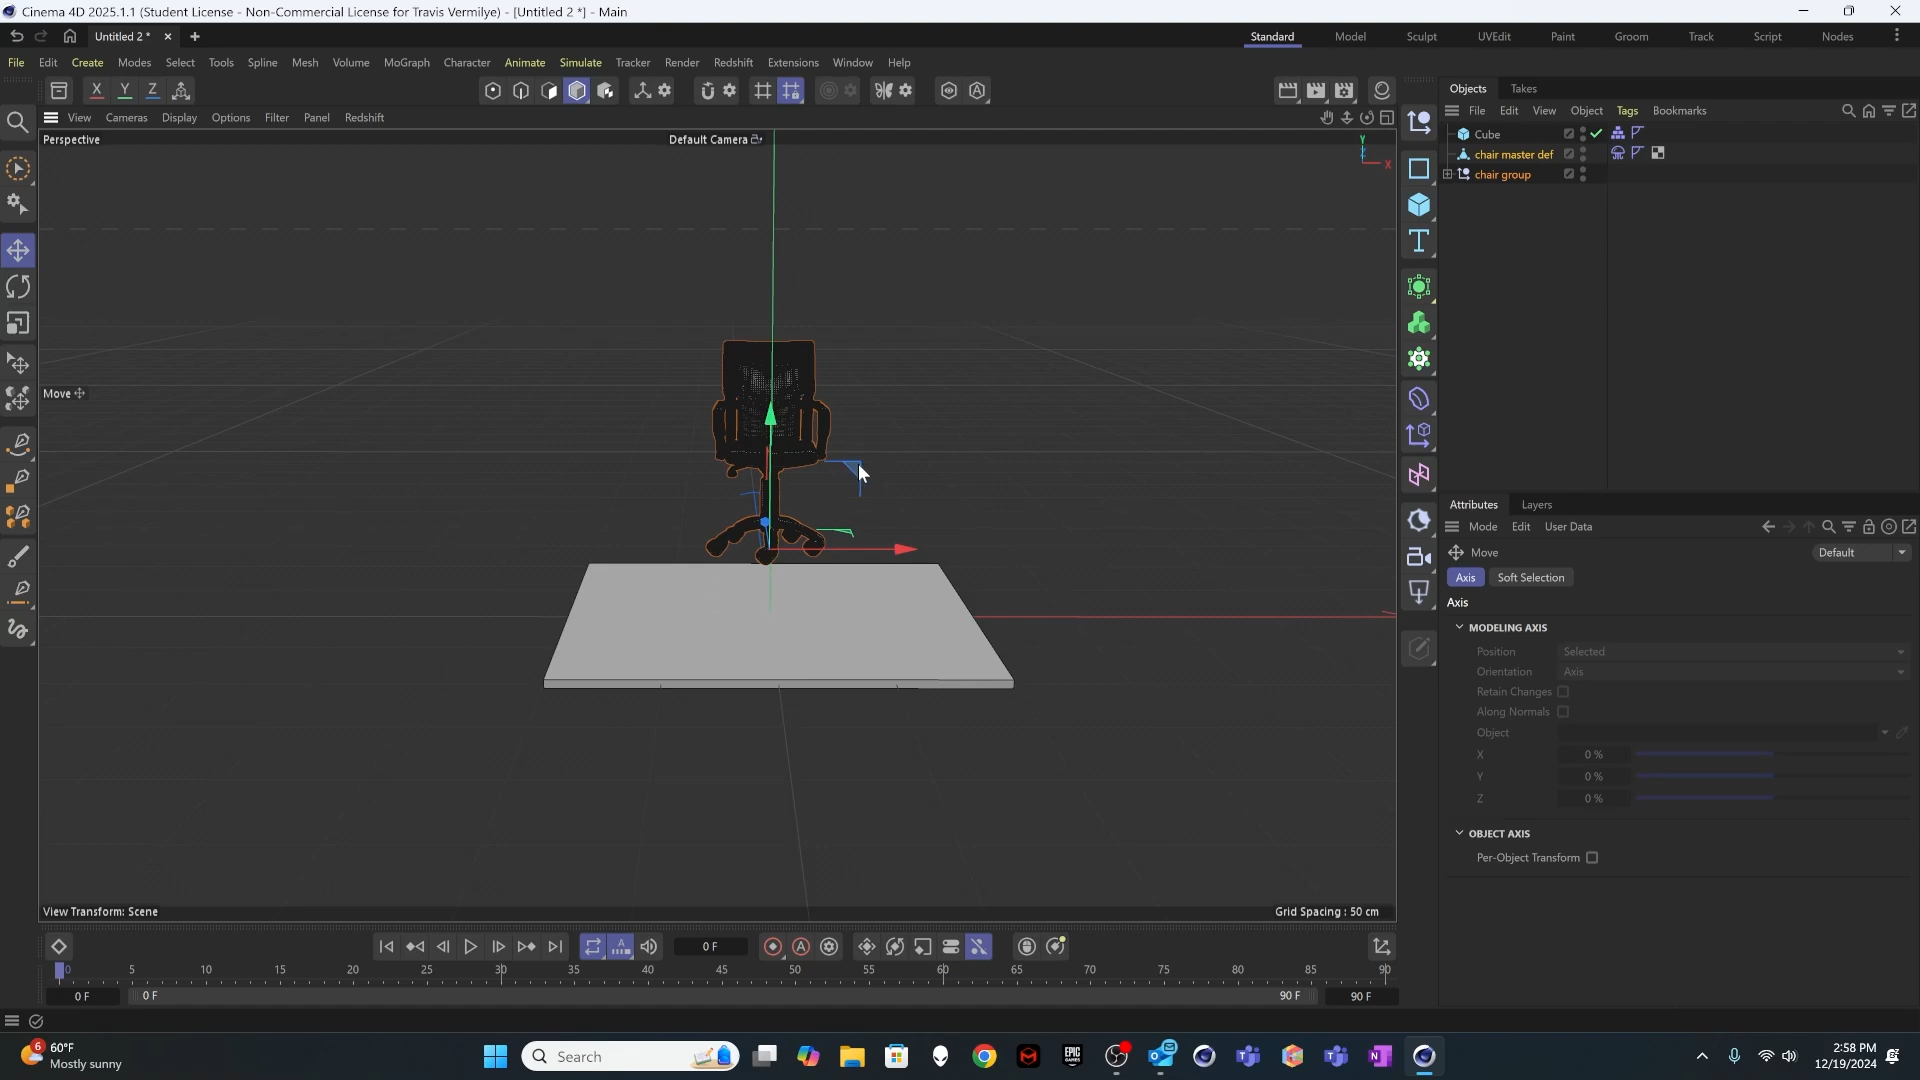 Cinema 4D 2025.1.1 (Student License - Non-Commercial License for Travis Vermilye) - [Untitled 2 *] - Main
Untitled 2 *
Standard Model Sculpt UVEdit Paint Groom Track Script Nodes
File Edit Create Modes Select Tools Spline Mesh Volume MoGraph Character Animate Simulate Tracker Render Redshift Extensions Window Help
X Y Z
Objects Takes
View Cameras Display Options Filter Panel Redshift
File Edit View Object Tags Bookmarks
Perspective
Default Camera
Y
Z
X
Cube
chair master def
chair group
Move
Attributes Layers
Mode Edit User Data
Move
Default
Axis Soft Selection
Axis
MODELING AXIS
Position Selected
Orientation Axis
Retain Changes
Along Normals
Object
X 0 %
Y 0 %
Z 0 %
OBJECT AXIS
Per-Object Transform
View Transform: Scene
Grid Spacing : 50 cm
0 F
0 5 10 15 20 25 30 35 40 45 50 55 60 65 70 75 80 85 90
0 F 0 F 90 F 90 F
6 60°F
Mostly sunny
Search
EPIC GAMES
2:58 PM
12/19/2024